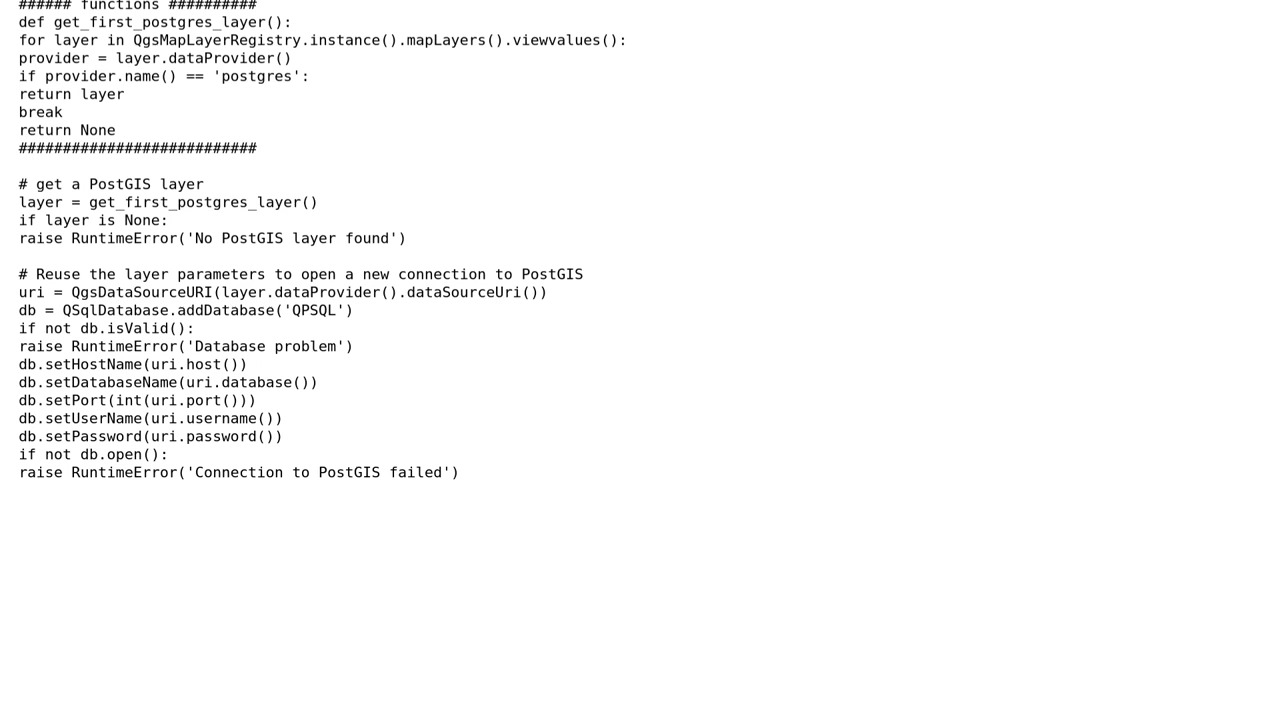 ###### functions ##########
def get_first_postgres_layer():
for layer in QgsMapLayerRegistry.instance().mapLayers().viewvalues():
provider = layer.dataProvider()
if provider.name() == 'postgres':
return layer
break
return None
###########################
# get a PostGIS layer
layer = get_first_postgres_layer()
if layer is None:
raise RuntimeError('No PostGIS layer found')
# Reuse the layer parameters to open a new connection to PostGIS
uri = QgsDataSourceURI(layer.dataProvider().dataSourceUri())
db = QSqlDatabase.addDatabase('QPSQL')
if not db.isValid():
raise RuntimeError('Database problem')
db.setHostName(uri.host())
db.setDatabaseName(uri.database())
db.setPort(int(uri.port()))
db.setUserName(uri.username())
db.setPassword(uri.password())
if not db.open():
raise RuntimeError('Connection to PostGIS failed')